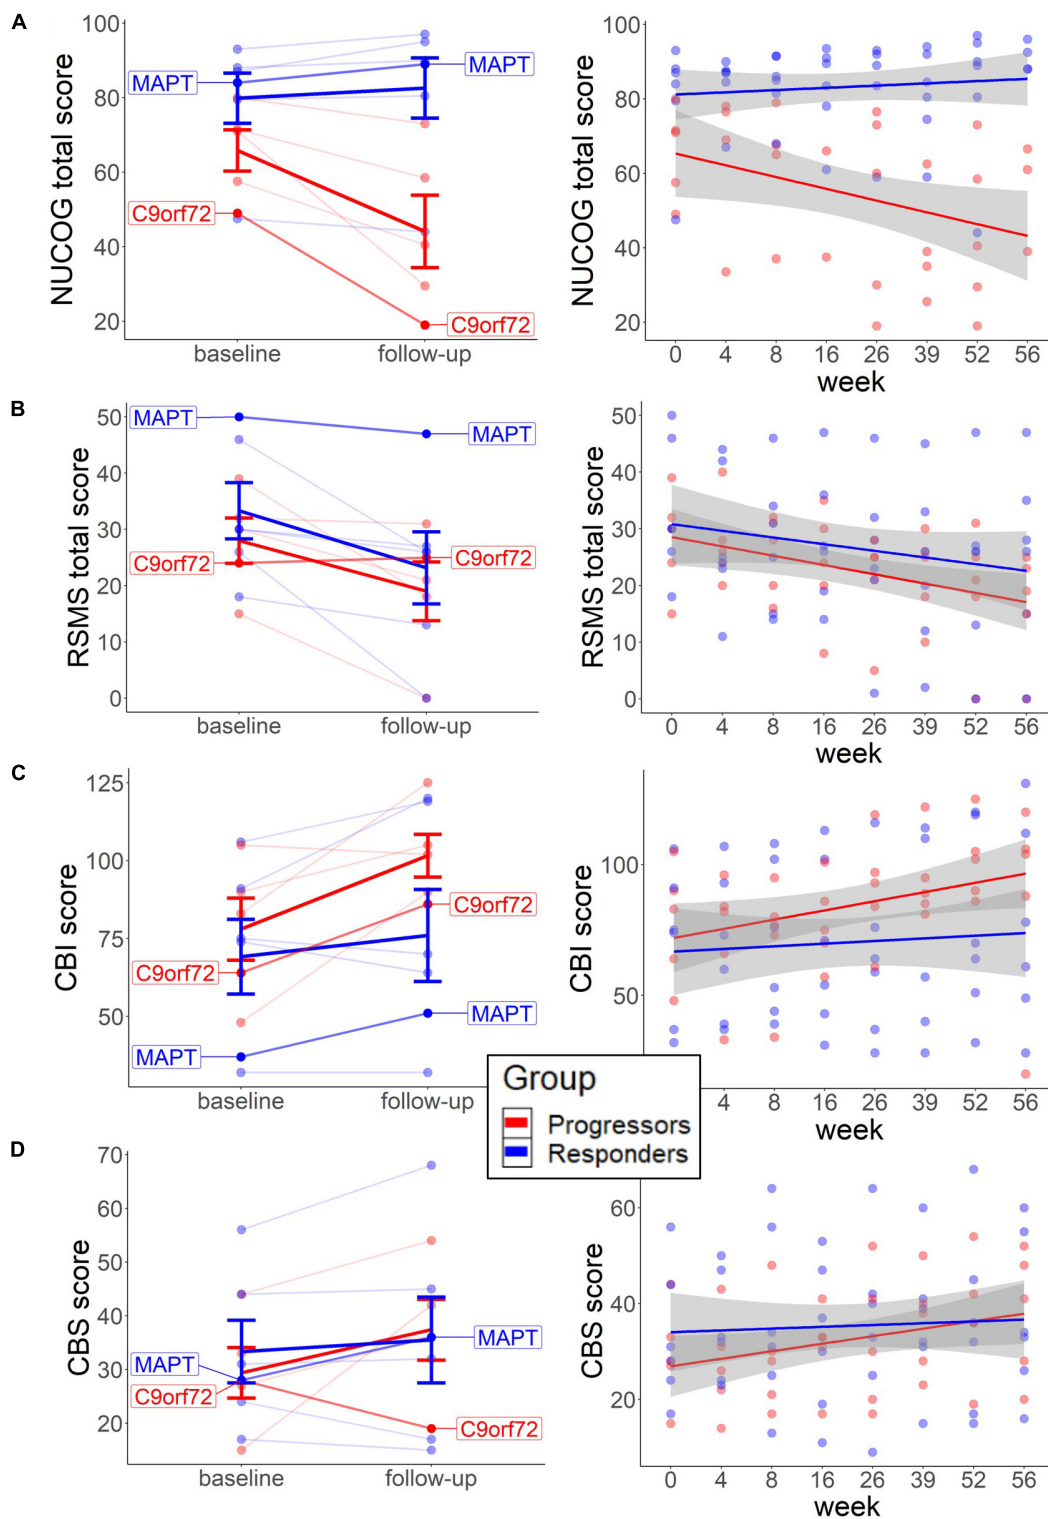 A
NUCOG total score
100
80
60
40
20
MAPT
MAPT
C9orf72
C9orf72
baseline
follow-up
NUCOG total score
100
80
60
40
20
0 4 8 16 26 39 52 56
week
B
RSMS total score
50
40
30
20
10
0
MAPT
MAPT
C9orf72
C9orf72
baseline
follow-up
RSMS total score
50
40
30
20
10
0
0 4 8 16 26 39 52 56
week
C
CBI score
125
100
75
50
C9orf72
C9orf72
MAPT
MAPT
baseline
follow-up
CBI score
100
50
4 8 16 26 39 52 56
week
Group
Progressors
Responders
D
CBS score
70
60
50
40
30
20
MAPT
MAPT
C9orf72
C9orf72
baseline
follow-up
CBS score
60
40
20
0 4 8 16 26 39 52 56
week